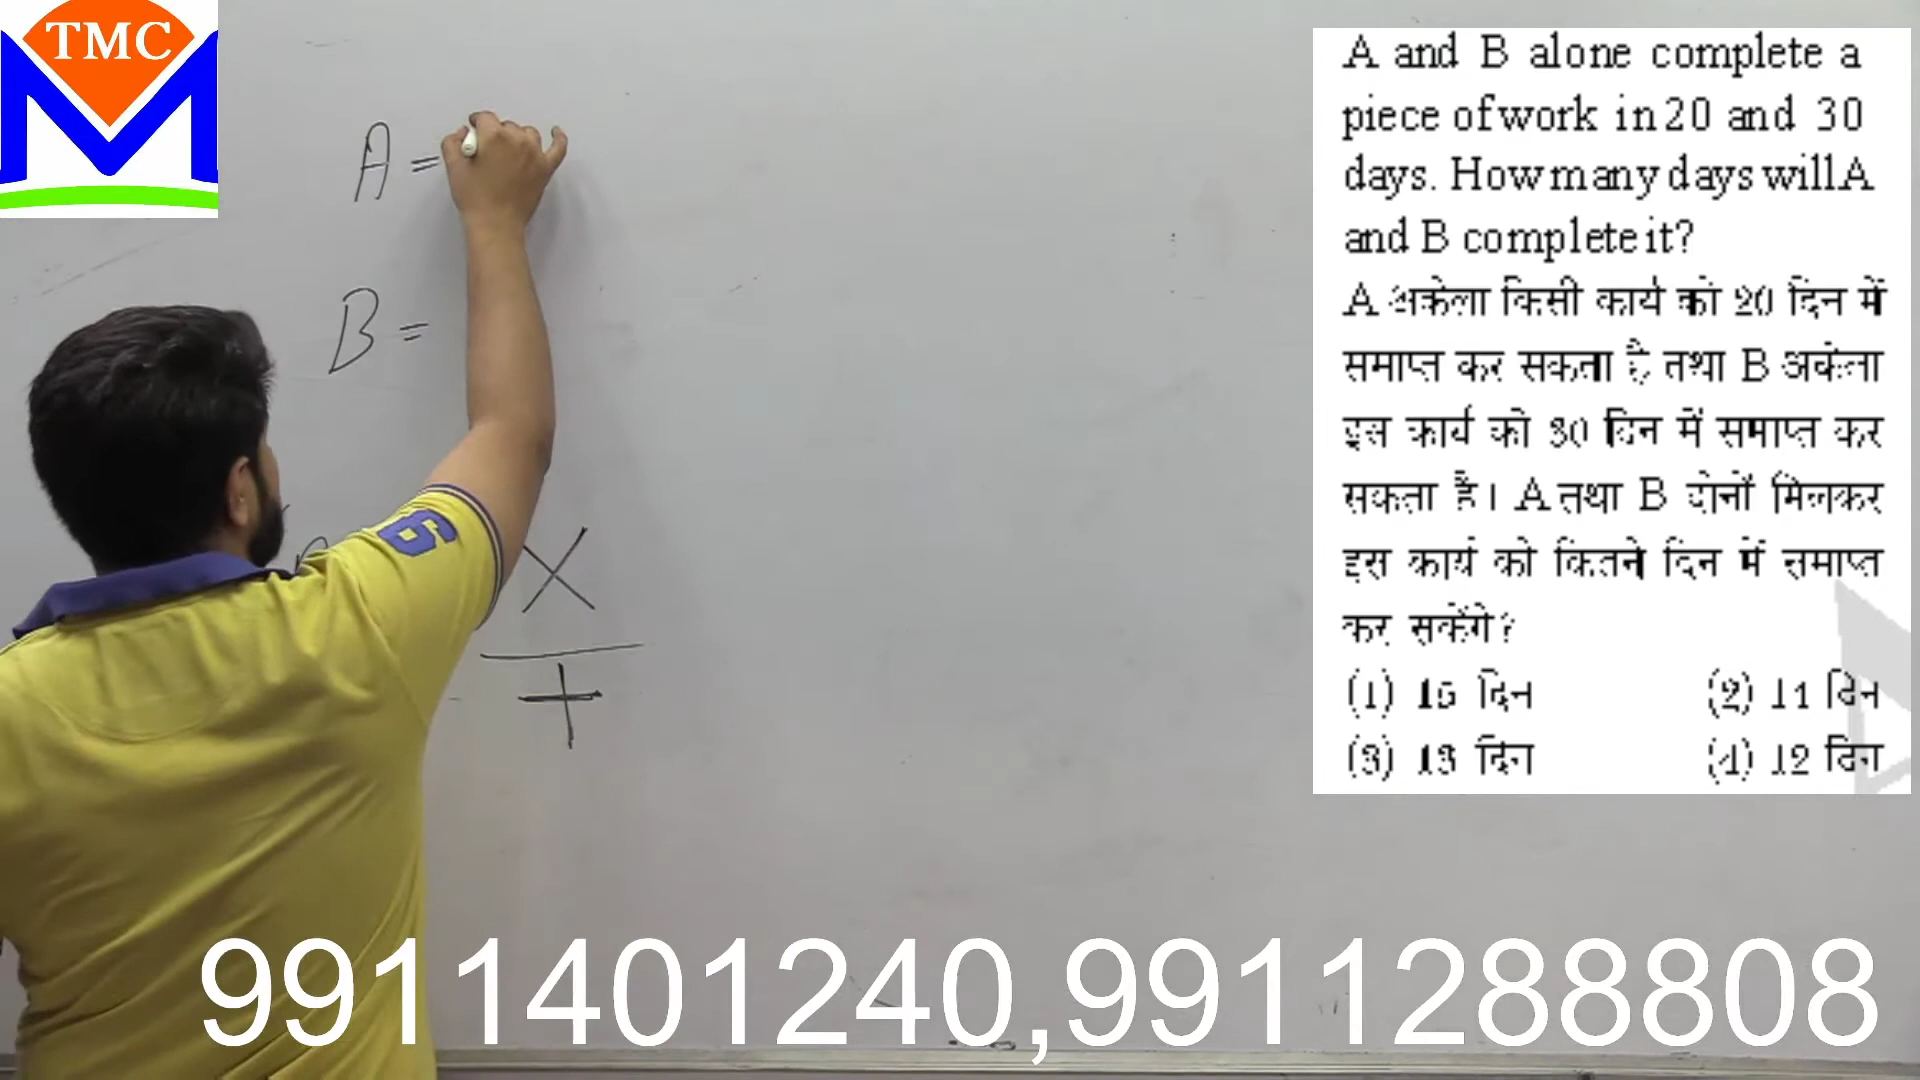 TMC
A =
B =
X
+
6
A and B alone complete a
piece of work in 20 and 30
days. How many days will A
and B complete it?
A अकेला किसी कार्य को 20 दिन में
समाप्त कर सकता है तथा B अकेला
इस कार्य को 30 दिन में समाप्त कर
सकता है। A तथा B दोनों मिलकर
इस कार्य को कितने दिन में समाप्त
कर सकेंगे?
(1) 15 दिन (2) 11 दिन
(3) 13 दिन (4) 12 दिन
9911401240,9911288808